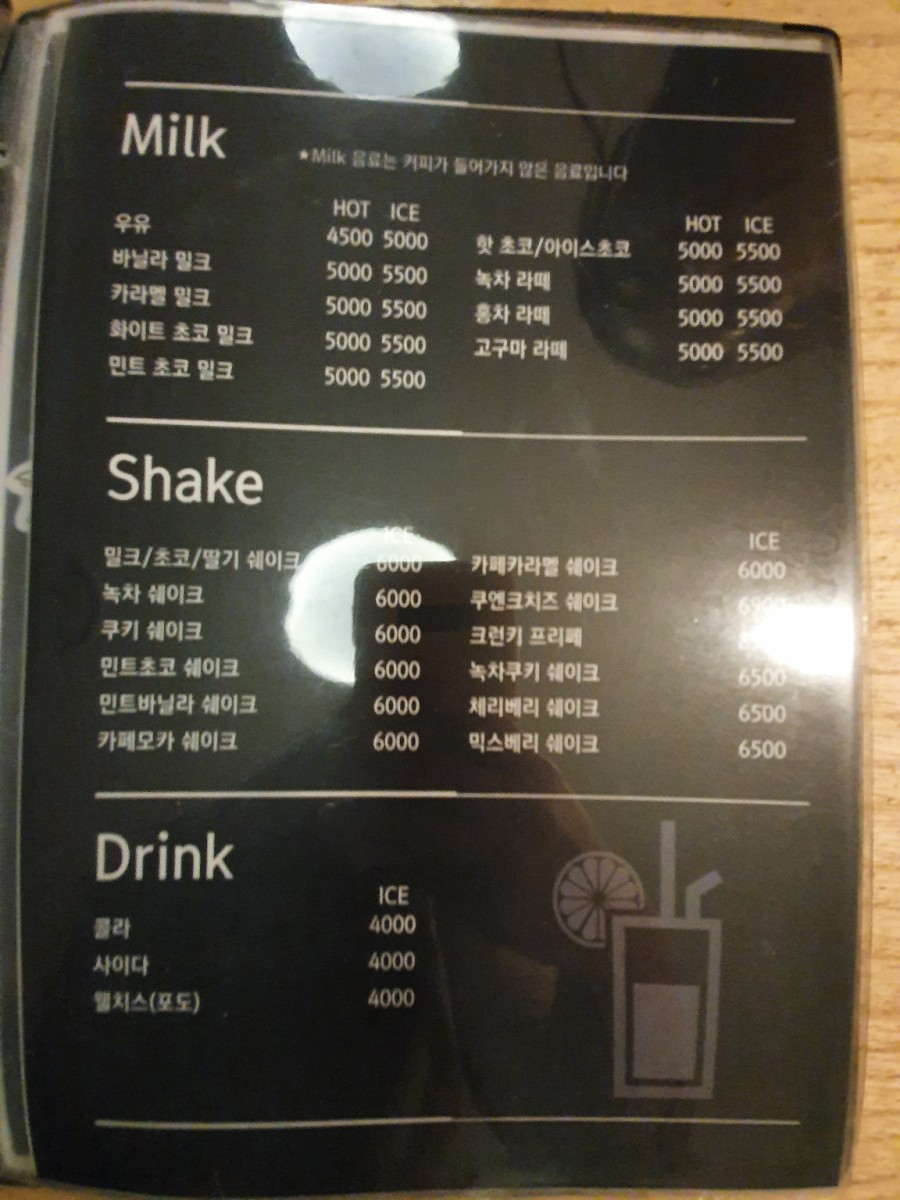 Milk
★Milk 음료는 커피가 들어가지 않은 음료입니다
HOT ICE
우유 4500 5000
바닐라 밀크 5000 5500
카라멜 밀크 5000 5500
화이트 초코 밀크 5000 5500
민트 초코 밀크 5000 5500
HOT ICE
핫 초코/아이스초코 5000 5500
녹차 라떼 5000 5500
홍차 라떼 5000 5500
고구마 라떼 5000 5500
Shake
ICE
밀크/초코/딸기 쉐이크 6000
녹차 쉐이크 6000
쿠키 쉐이크 6000
민트초코 쉐이크 6000
민트바닐라 쉐이크 6000
카페모카 쉐이크 6000
ICE
카페카라멜 쉐이크 6000
쿠앤크치즈 쉐이크
크런키 프리페
녹차쿠키 쉐이크 6500
체리베리 쉐이크 6500
믹스베리 쉐이크 6500
Drink
ICE
콜라 4000
사이다 4000
웰치스(포도) 4000